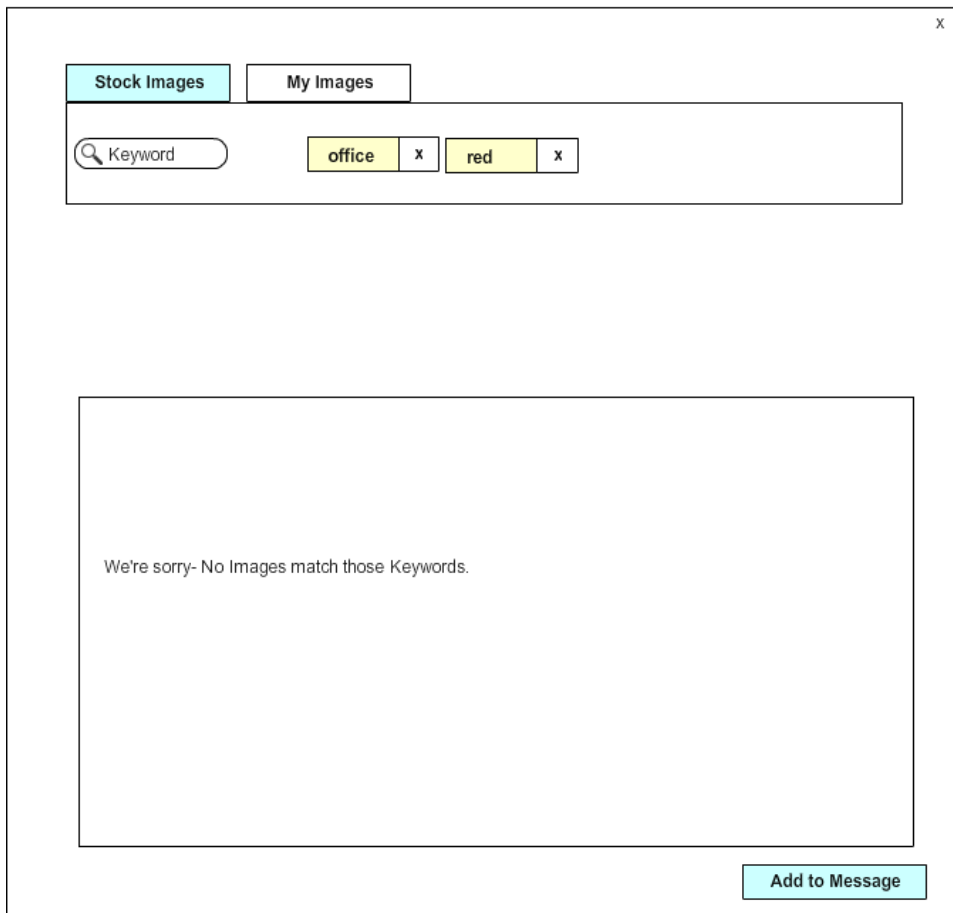 x
Stock Images My Images
Keyword office x red x
We're sorry- No Images match those Keywords.
Add to Message